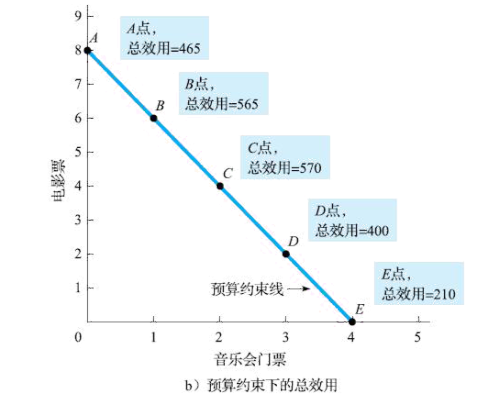 9
8
7
6
5
4
3
2
1
0
1
2
3
4
5
电影票
音乐会门票
A
A点，
总效用=465
B
B点，
总效用=565
C
C点，
总效用=570
D
D点，
总效用=400
E
E点，
总效用=210
预算约束线
b）预算约束下的总效用